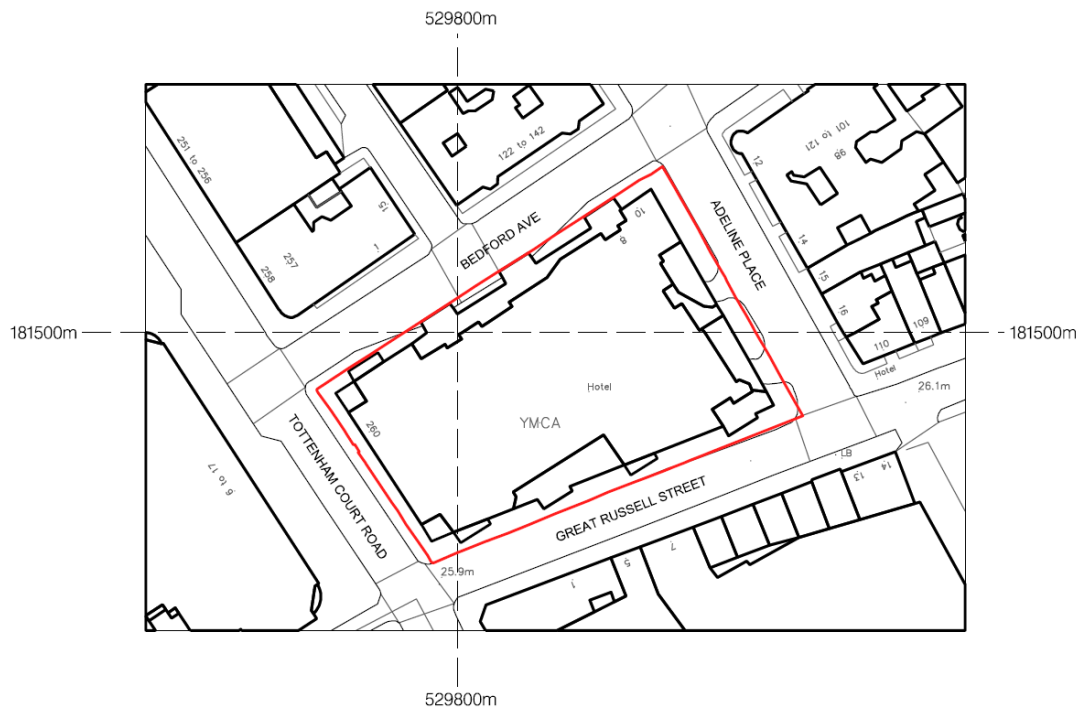 529800m
251 to 256
122 to 142
101 to 121
98
12
15
1
257
258
BEDFORD AVE
10
8
ADELINE PLACE
14
15
16
109
110
181500m
181500m
Hotel
Hotel
26.1m
YMCA
260
TOTTENHAM COURT ROAD
6 to 17
LB
GREAT RUSSELL STREET
13
14
7
5
1
25.9m
529800m